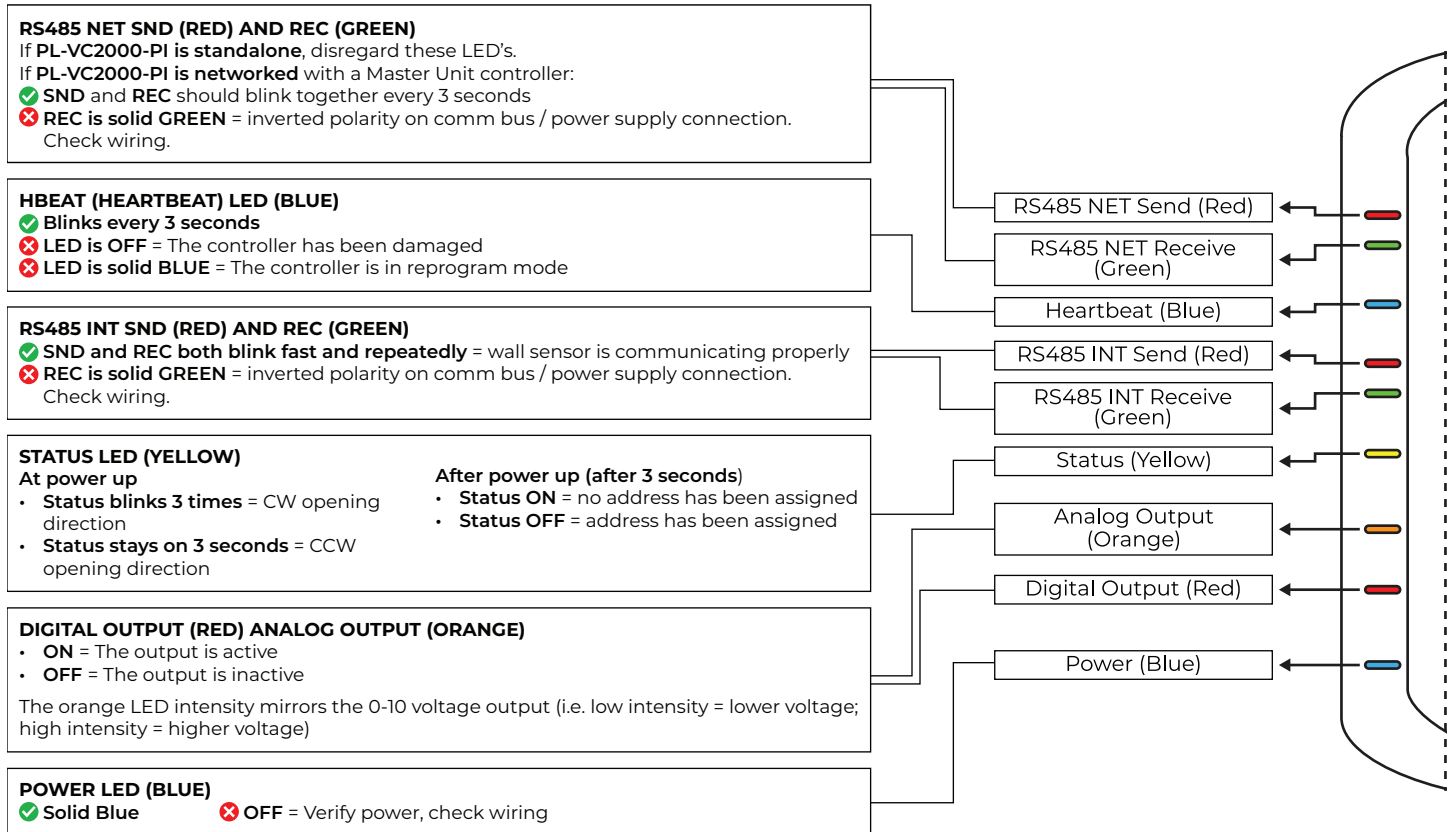 RS485 NET SND (RED) AND REC (GREEN)
If PL-VC2000-PI is standalone, disregard these LED's.
If PL-VC2000-PI is networked with a Master Unit controller:
SND and REC should blink together every 3 seconds
REC is solid GREEN = inverted polarity on comm bus / power supply connection.
Check wiring.
HBEAT (HEARTBEAT) LED (BLUE)
Blinks every 3 seconds
LED is OFF = The controller has been damaged
LED is solid BLUE = The controller is in reprogram mode
RS485 INT SND (RED) AND REC (GREEN)
SND and REC both blink fast and repeatedly = wall sensor is communicating properly
REC is solid GREEN = inverted polarity on comm bus / power supply connection.
Check wiring.
STATUS LED (YELLOW)
At power up
• Status blinks 3 times = CW opening
direction
• Status stays on 3 seconds = CCW
opening direction
After power up (after 3 seconds)
• Status ON = no address has been assigned
• Status OFF = address has been assigned
DIGITAL OUTPUT (RED) ANALOG OUTPUT (ORANGE)
• ON = The output is active
• OFF = The output is inactive
The orange LED intensity mirrors the 0-10 voltage output (i.e. low intensity = lower voltage;
high intensity = higher voltage)
POWER LED (BLUE)
Solid Blue
OFF = Verify power, check wiring
RS485 NET Send (Red)
RS485 NET Receive
(Green)
Heartbeat (Blue)
RS485 INT Send (Red)
RS485 INT Receive
(Green)
Status (Yellow)
Analog Output
(Orange)
Digital Output (Red)
Power (Blue)